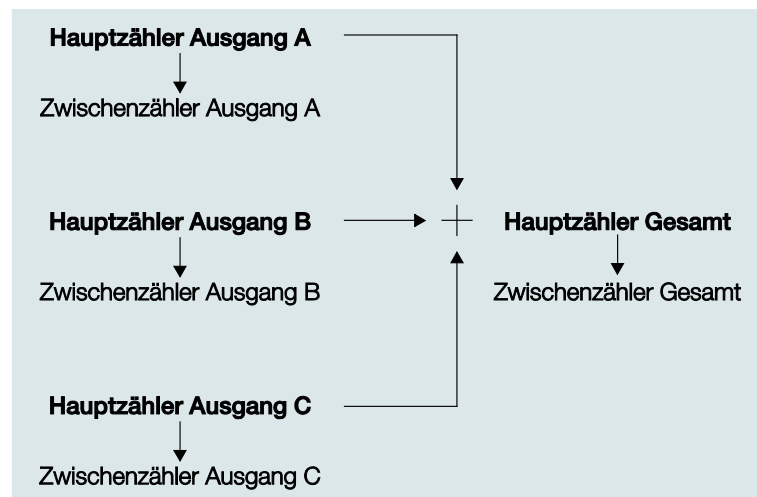 Hauptzähler Ausgang A
Zwischenzähler Ausgang A
Hauptzähler Ausgang B
+
Hauptzähler Gesamt
Zwischenzähler Ausgang B
Zwischenzähler Gesamt
Hauptzähler Ausgang C
Zwischenzähler Ausgang C